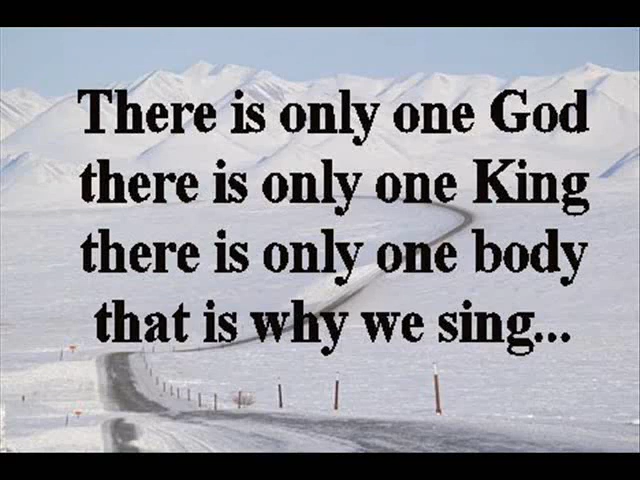 There is only one God
there is only one King
there is only one body
that is why we sing...